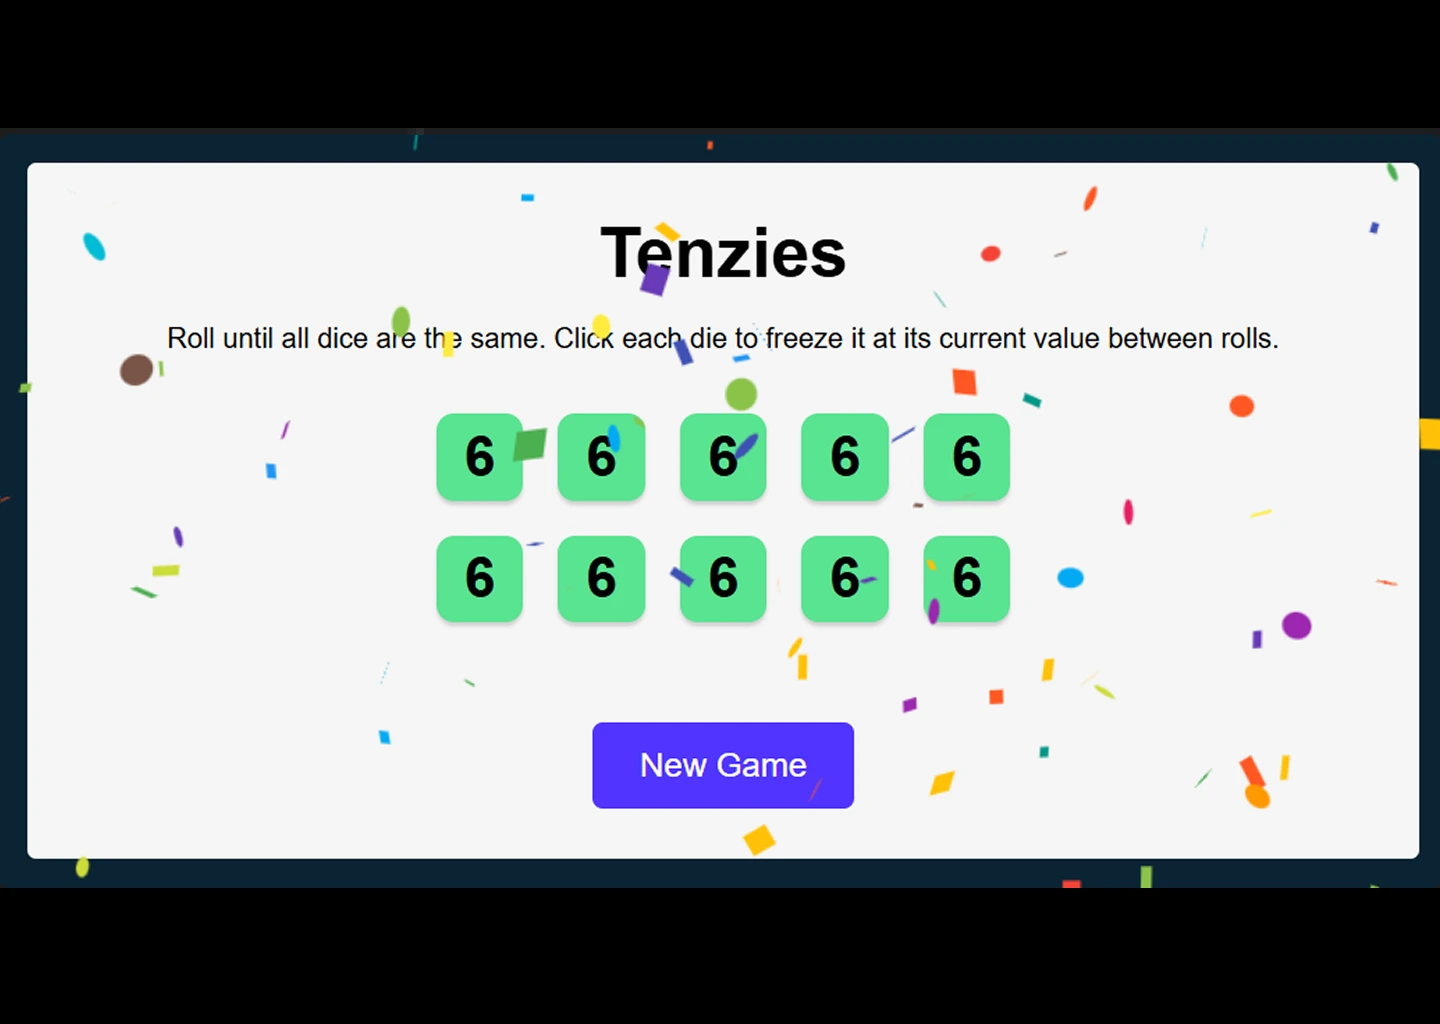 Tenzies
Roll until all dice are the same. Click each die to freeze it at its current value between rolls.
6 6 6 6 6
6 6 6 6 6
New Game